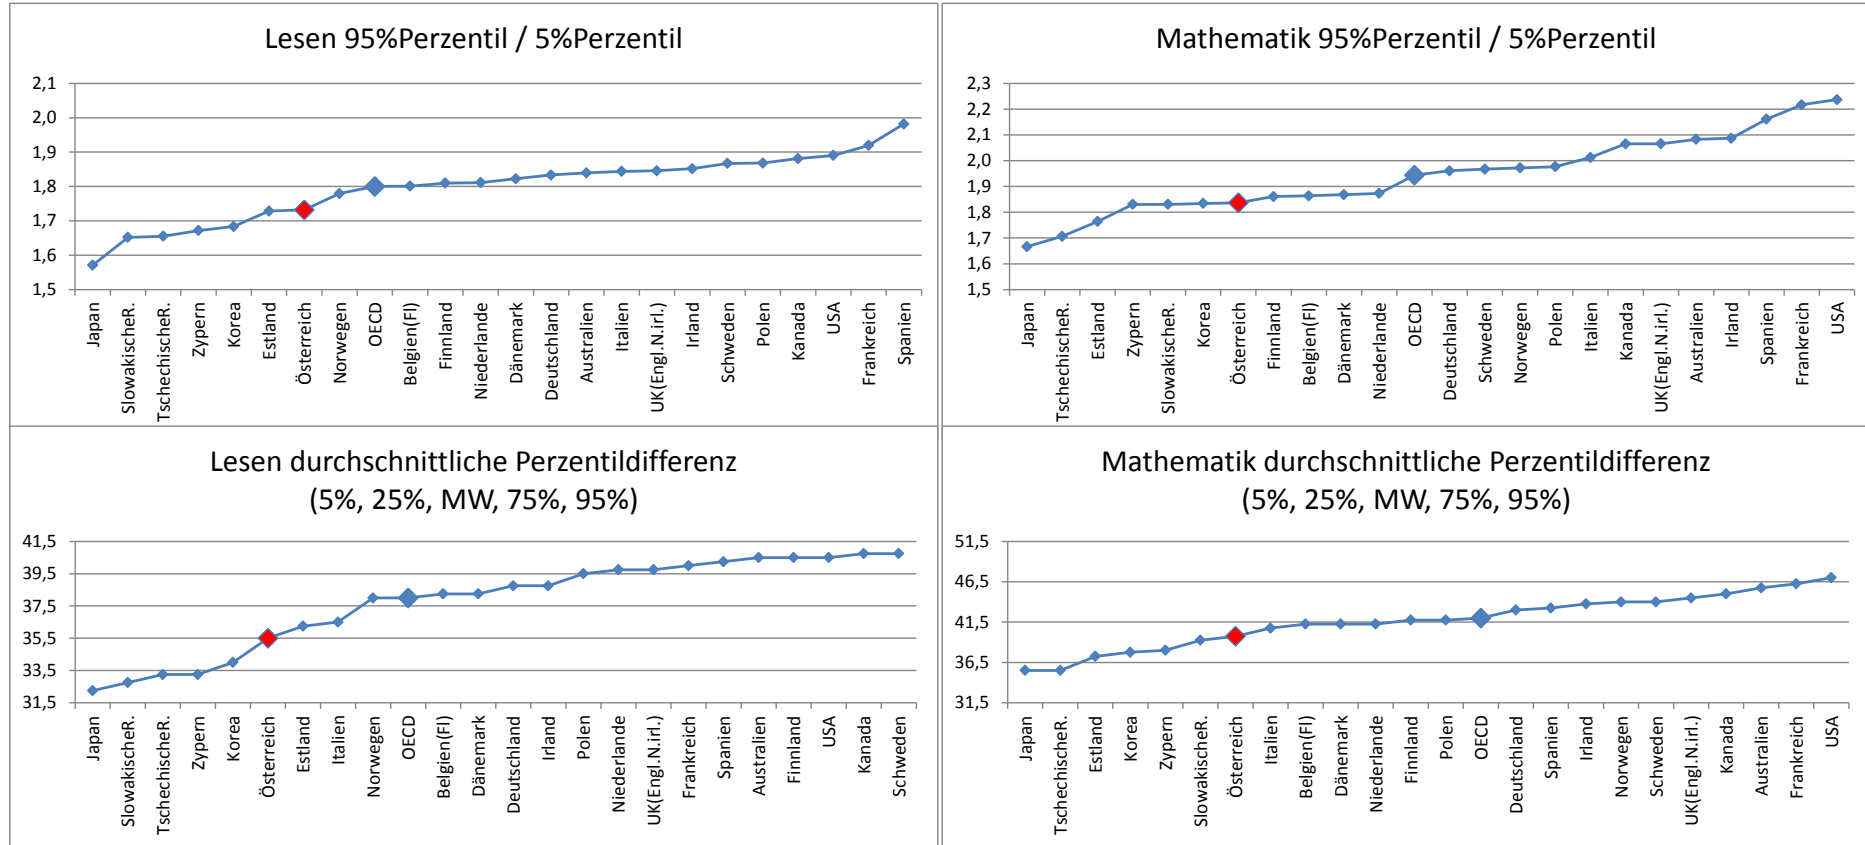 Lesen 95%Perzentil / 5%Perzentil
2,1
2,0
1,9
1,8
1,7
1,6
1,5
Japan
SlowakischeR.
TschechischeR.
Zypern
Korea
Estland
Österreich
Norwegen
OECD
Belgien(Fl)
Finnland
Niederlande
Dänemark
Deutschland
Australien
Italien
UK(Engl.N.irl.)
Irland
Schweden
Polen
Kanada
USA
Frankreich
Spanien
Mathematik 95%Perzentil / 5%Perzentil
2,3
2,2
2,1
2,0
1,9
1,8
1,7
1,6
1,5
Japan
TschechischeR.
Estland
Zypern
SlowakischeR.
Korea
Österreich
Finnland
Belgien(Fl)
Dänemark
Niederlande
OECD
Deutschland
Schweden
Norwegen
Polen
Italien
Kanada
UK(Engl.N.irl.)
Australien
Irland
Spanien
Frankreich
USA
Lesen durchschnittliche Perzentildifferenz
(5%, 25%, MW, 75%, 95%)
41,5
39,5
37,5
35,5
33,5
31,5
Japan
SlowakischeR.
TschechischeR.
Zypern
Korea
Österreich
Estland
Italien
Norwegen
OECD
Belgien(Fl)
Dänemark
Deutschland
Irland
Polen
Niederlande
UK(Engl.N.irl.)
Frankreich
Spanien
Australien
Finnland
USA
Kanada
Schweden
Mathematik durchschnittliche Perzentildifferenz
(5%, 25%, MW, 75%, 95%)
51,5
46,5
41,5
36,5
31,5
Japan
TschechischeR.
Estland
Korea
Zypern
SlowakischeR.
Österreich
Italien
Belgien(Fl)
Dänemark
Niederlande
Finnland
Polen
OECD
Deutschland
Spanien
Irland
Norwegen
Schweden
UK(Engl.N.irl.)
Kanada
Australien
Frankreich
USA